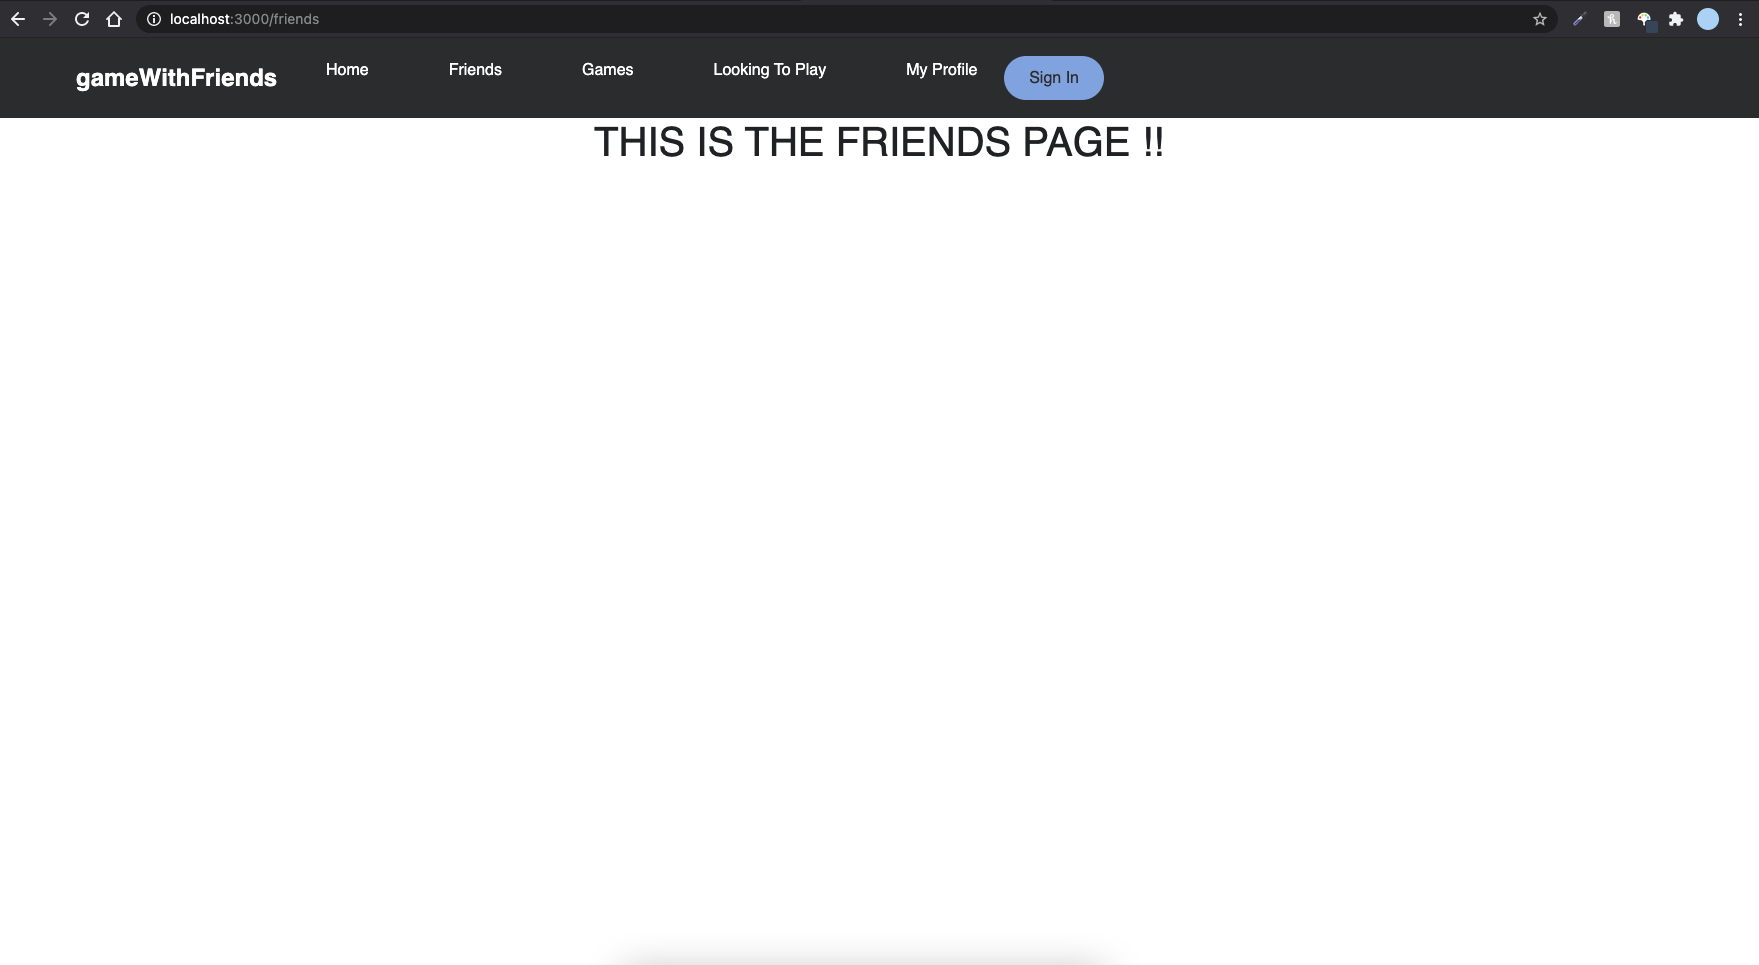 localhost:3000/friends
gameWithFriends Home Friends Games Looking To Play My Profile Sign In
THIS IS THE FRIENDS PAGE !!